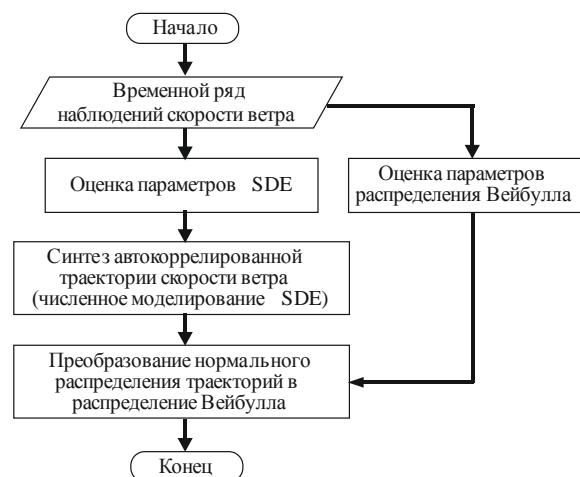 Начало
Временной ряд
наблюдений скорости ветра
Оценка параметров SDE
Оценка параметров
распределения Вейбулла
Синтез автокоррелированной
траектории скорости ветра
(численное моделирование SDE)
Преобразование нормального
распределения траекторий в
распределение Вейбулла
Конец